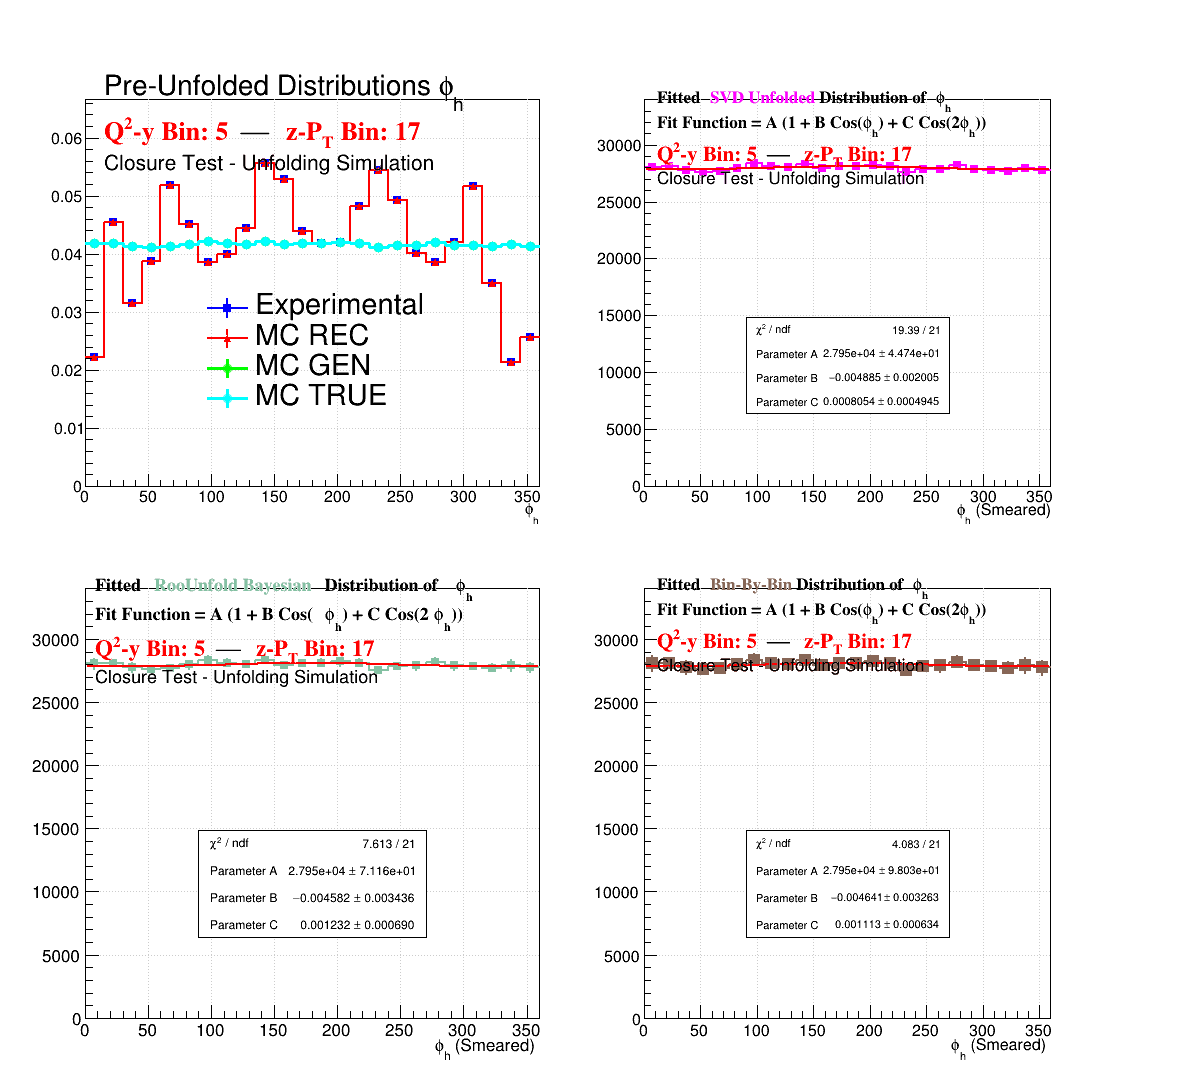 Pre-Unfolded Distributions ϕh
Q²-y Bin: 5 — z-PT Bin: 17
Closure Test - Unfolding Simulation
0.06
0.05
0.04
0.03
0.02
0.01
0
Experimental
MC REC
MC GEN
MC TRUE
0 50 100 150 200 250 300 350
ϕh
Fitted SVD Unfolded Distribution of ϕh
Fit Function = A (1 + B Cos(ϕh) + C Cos(2ϕh))
Q²-y Bin: 5 — z-PT Bin: 17
Closure Test - Unfolding Simulation
30000
25000
20000
15000
10000
5000
0
χ² / ndf 19.39 / 21
Parameter A 2.795e+04 ± 4.474e+01
Parameter B −0.004885 ± 0.002005
Parameter C 0.0008054 ± 0.0004945
0 50 100 150 200 250 300 350
ϕh (Smeared)
Fitted RooUnfold Bayesian Distribution of ϕh
Fit Function = A (1 + B Cos( ϕh) + C Cos(2 ϕh))
Q²-y Bin: 5 — z-PT Bin: 17
Closure Test - Unfolding Simulation
30000
25000
20000
15000
10000
5000
0
χ² / ndf 7.613 / 21
Parameter A 2.795e+04 ± 7.116e+01
Parameter B −0.004582 ± 0.003436
Parameter C 0.001232 ± 0.000690
0 50 100 150 200 250 300 350
ϕh (Smeared)
Fitted Bin-By-Bin Distribution of ϕh
Fit Function = A (1 + B Cos(ϕh) + C Cos(2ϕh))
Q²-y Bin: 5 — z-PT Bin: 17
Closure Test - Unfolding Simulation
30000
25000
20000
15000
10000
5000
0
χ² / ndf 4.083 / 21
Parameter A 2.795e+04 ± 9.803e+01
Parameter B −0.004641 ± 0.003263
Parameter C 0.001113 ± 0.000634
0 50 100 150 200 250 300 350
ϕh (Smeared)